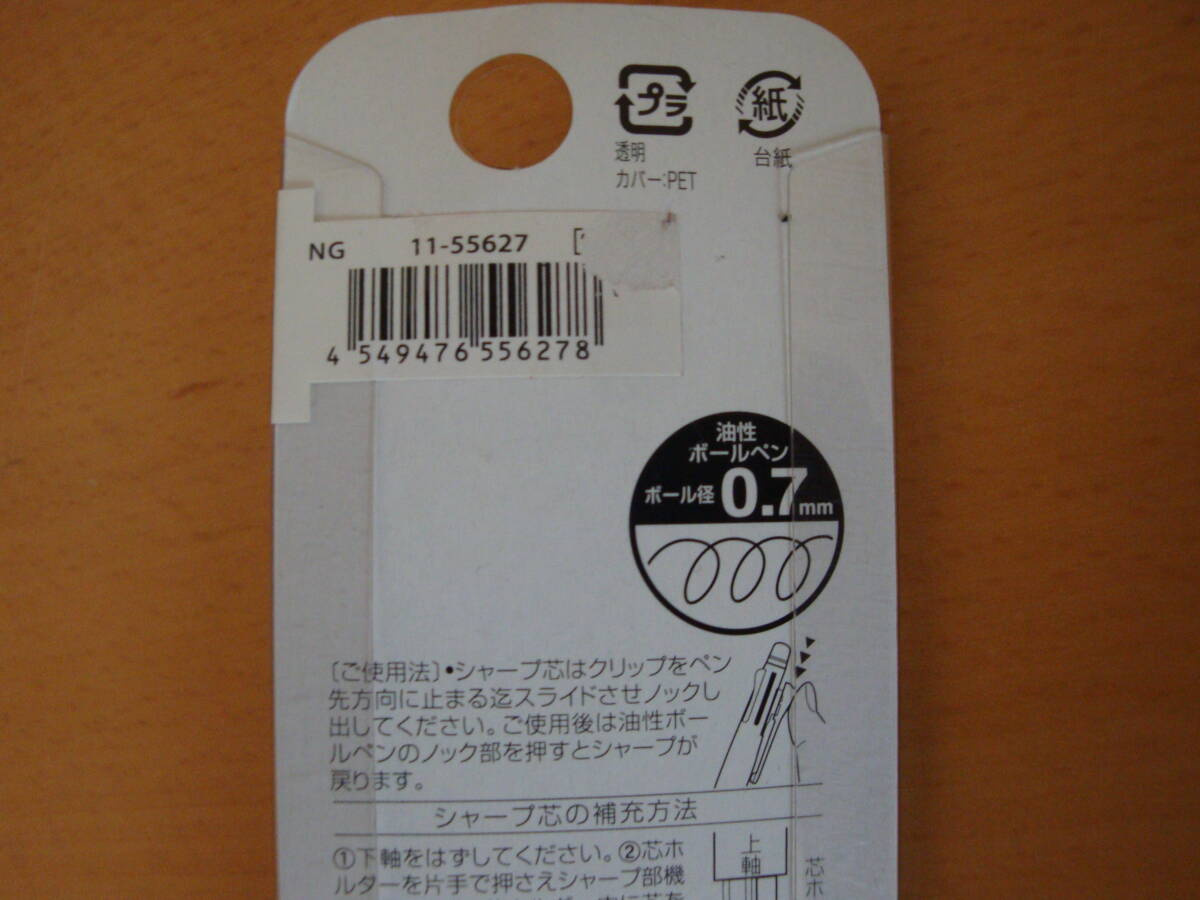 プラ
紙
透明
カバー:PET
台紙
NG 11-55627 [
4 549476 556278
油性
ボールペン
ボール径 0.7mm
〔ご使用法〕•シャープ芯はクリップをペン
先方向に止まる迄スライドさせノックし
出してください。ご使用後は油性ボー
ルペンのノック部を押すとシャープが
戻ります。
シャープ芯の補充方法
①下軸をはずしてください。②芯ホ
ルダーを片手で押さえシャープ部機
上軸
芯ホ